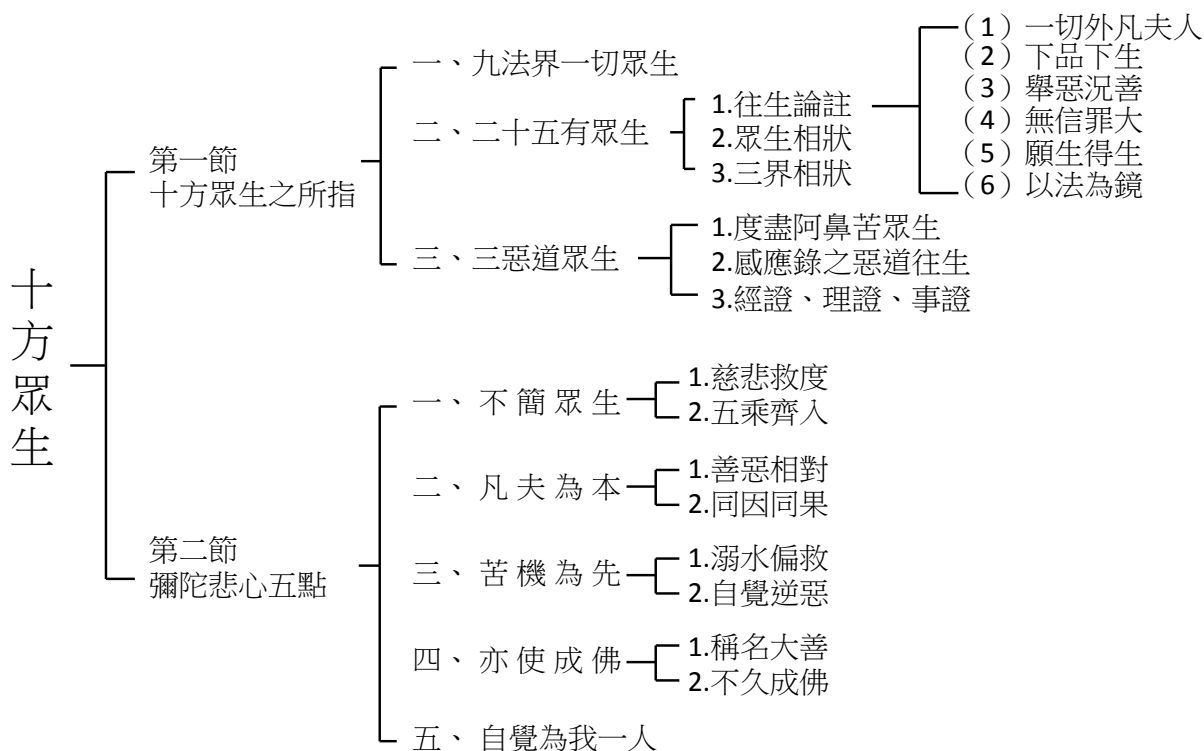 十方眾生
第一節
十方眾生之所指
一、九法界一切眾生
二、二十五有眾生
1.往生論註
（1）一切外凡夫人
（2）下品下生
（3）舉惡況善
（4）無信罪大
（5）願生得生
（6）以法為鏡
2.眾生相狀
3.三界相狀
三、三惡道眾生
1.度盡阿鼻苦眾生
2.感應錄之惡道往生
3.經證、理證、事證
第二節
彌陀悲心五點
一、不簡眾生
1.慈悲救度
2.五乘齊入
二、凡夫為本
1.善惡相對
2.同因同果
三、苦機為先
1.溺水偏救
2.自覺逆惡
四、亦使成佛
1.稱名大善
2.不久成佛
五、自覺為我一人